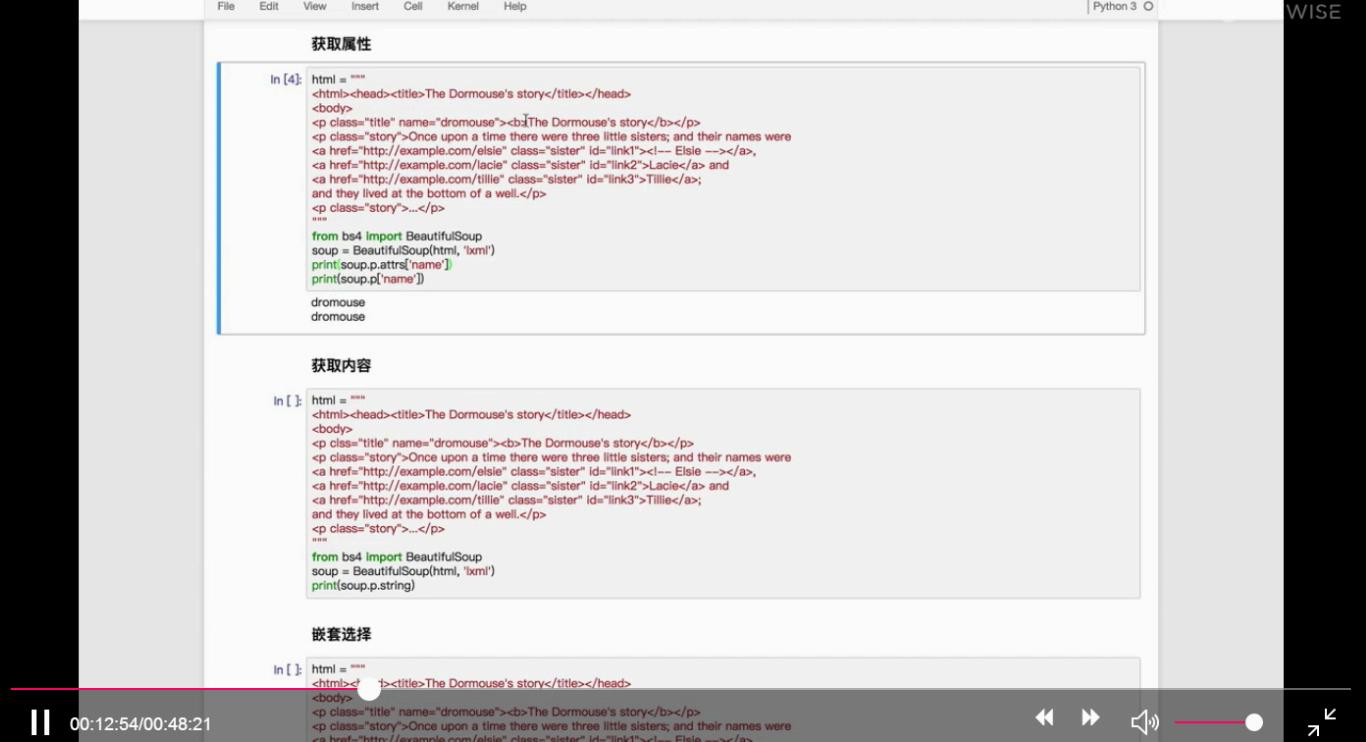 File Edit View Insert Cell Kernel Help Python 3
WISE
获取属性
In [4]: html = """
<html><head><title>The Dormouse's story</title></head>
<body>
<p class="title" name="dromouse"><b>The Dormouse's story</b></p>
<p class="story">Once upon a time there were three little sisters; and their names were
<a href="http://example.com/elsie" class="sister" id="link1"><!-- Elsie --></a>,
<a href="http://example.com/lacie" class="sister" id="link2">Lacie</a> and
<a href="http://example.com/tillie" class="sister" id="link3">Tillie</a>;
and they lived at the bottom of a well.</p>
<p class="story">...</p>
"""
from bs4 import BeautifulSoup
soup = BeautifulSoup(html, 'lxml')
print(soup.p.attrs['name'])
print(soup.p['name'])
dromouse
dromouse
获取内容
In [ ]: html = """
<html><head><title>The Dormouse's story</title></head>
<body>
<p clss="title" name="dromouse"><b>The Dormouse's story</b></p>
<p class="story">Once upon a time there were three little sisters; and their names were
<a href="http://example.com/elsie" class="sister" id="link1"><!-- Elsie --></a>,
<a href="http://example.com/lacie" class="sister" id="link2">Lacie</a> and
<a href="http://example.com/tillie" class="sister" id="link3">Tillie</a>;
and they lived at the bottom of a well.</p>
<p class="story">...</p>
"""
from bs4 import BeautifulSoup
soup = BeautifulSoup(html, 'lxml')
print(soup.p.string)
嵌套选择
In [ ]: html = """
<html><head><title>The Dormouse's story</title></head>
<body>
<p class="title" name="dromouse"><b>The Dormouse's story</b></p>
<p class="story">Once upon a time there were three little sisters; and their names were
<a href="http://example.com/elsie" class="sister" id="link1"><!-- Elsie --></a>,
00:12:54/00:48:21